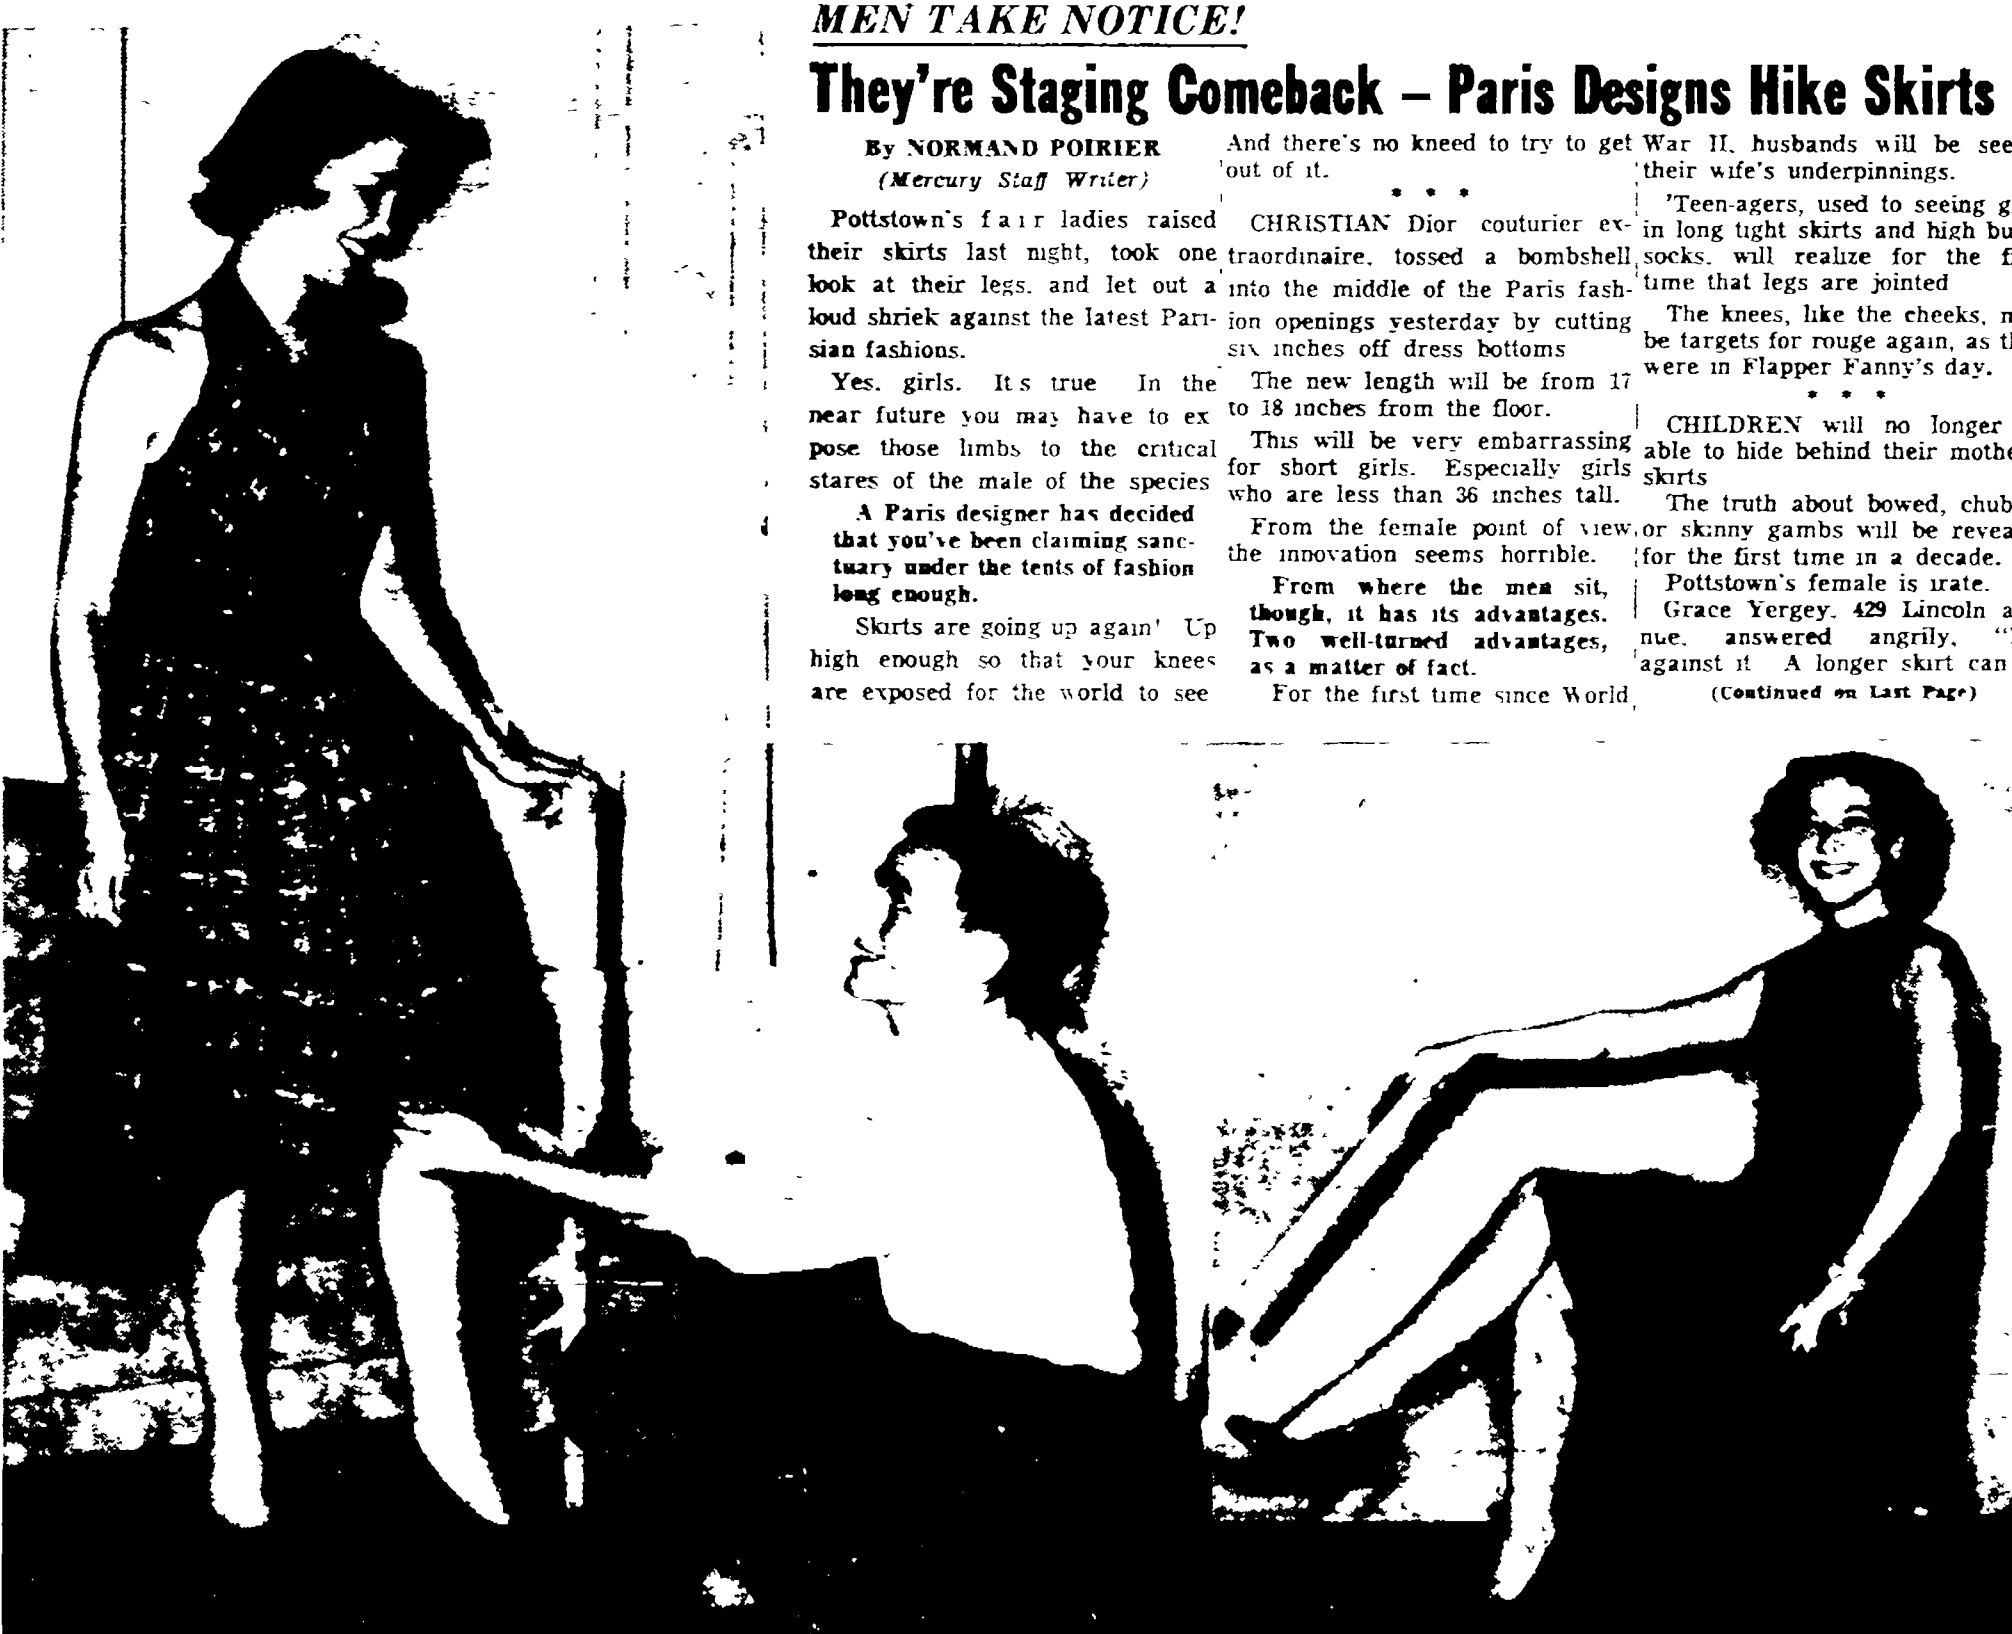 MEN TAKE NOTICE!
They're Staging Comeback – Paris Designs Hike Skirts
By NORMAND POIRIER
(Mercury Staff Writer)
Pottstown's fair ladies raised
their skirts last night, took one
look at their legs. and let out a
loud shriek against the latest Pari-
sian fashions.
Yes. girls. It's true In the
near future you may have to ex
pose those limbs to the critical
stares of the male of the species
A Paris designer has decided
that you've been claiming sanc-
tuary under the tents of fashion
long enough.
Skirts are going up again' Up
high enough so that your knees
are exposed for the world to see
And there's no kneed to try to get
out of it.
* * *
CHRISTIAN Dior couturier ex-
traordinaire. tossed a bombshell
into the middle of the Paris fash-
ion openings yesterday by cutting
six inches off dress bottoms
The new length will be from 17
to 18 inches from the floor.
This will be very embarrassing
for short girls. Especially girls
who are less than 36 inches tall.
From the female point of view
the innovation seems horrible.
From where the men sit,
though, it has its advantages.
Two well-turned advantages,
as a matter of fact.
For the first time since World
War II. husbands will be see
their wife's underpinnings.
'Teen-agers, used to seeing g
in long tight skirts and high bu
socks. will realize for the f
time that legs are jointed
The knees, like the cheeks, m
be targets for rouge again, as th
were in Flapper Fanny's day.
* * *
CHILDREN will no longer
able to hide behind their mothe
skirts
The truth about bowed, chub
or skinny gambs will be revea
for the first time in a decade.
Pottstown's female is irate.
Grace Yergey. 429 Lincoln a
nue. answered angrily, "
against it A longer skirt can
(Continued on Last Page)